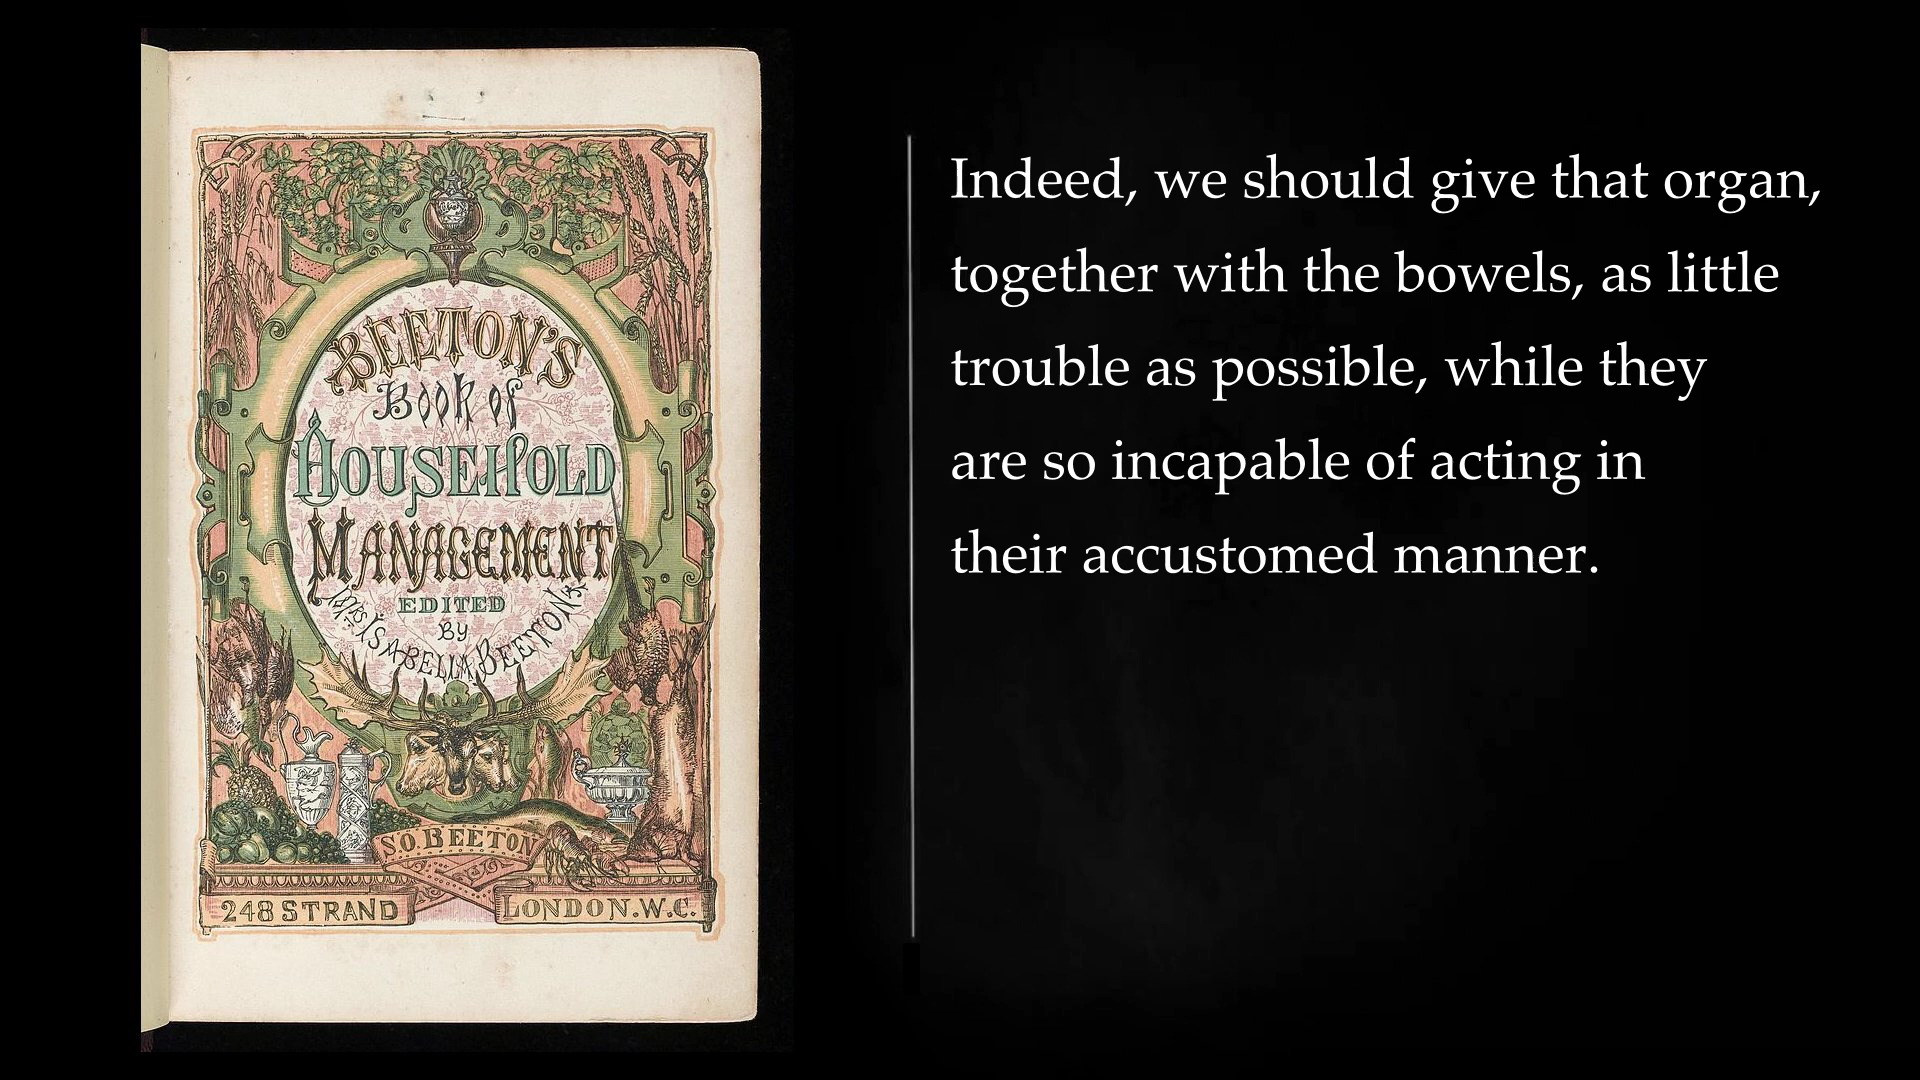 BEETON'S
Book of
HOUSEHOLD
MANAGEMENT
EDITED
BY
MRS ISABELLA BEETON
S.O. BEETON
248 STRAND
LONDON. W.C.
Indeed, we should give that organ,
together with the bowels, as little
trouble as possible, while they
are so incapable of acting in
their accustomed manner.